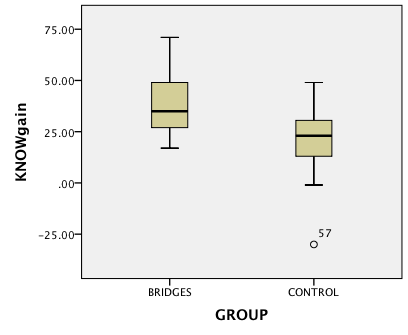 KNOWgain
75.00
50.00
25.00
.00
-25.00
57
BRIDGES
CONTROL
GROUP